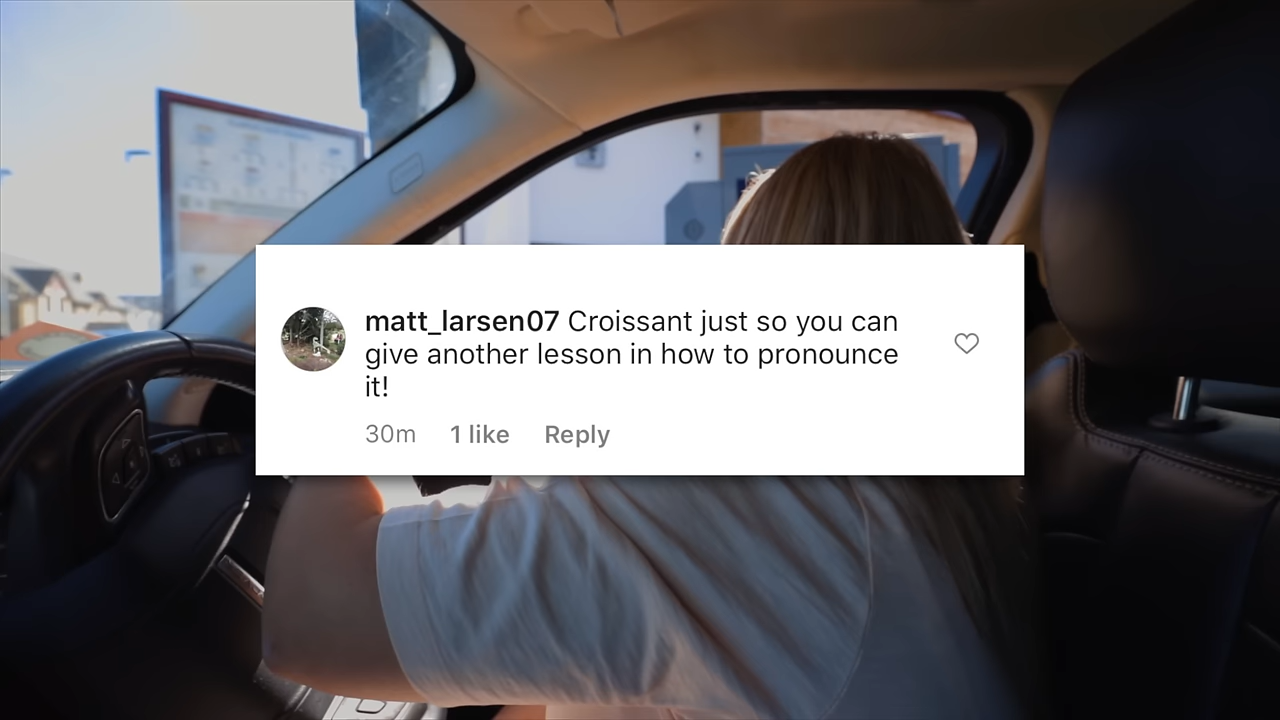 matt_larsen07 Croissant just so you can
give another lesson in how to pronounce
it!
30m 1 like Reply